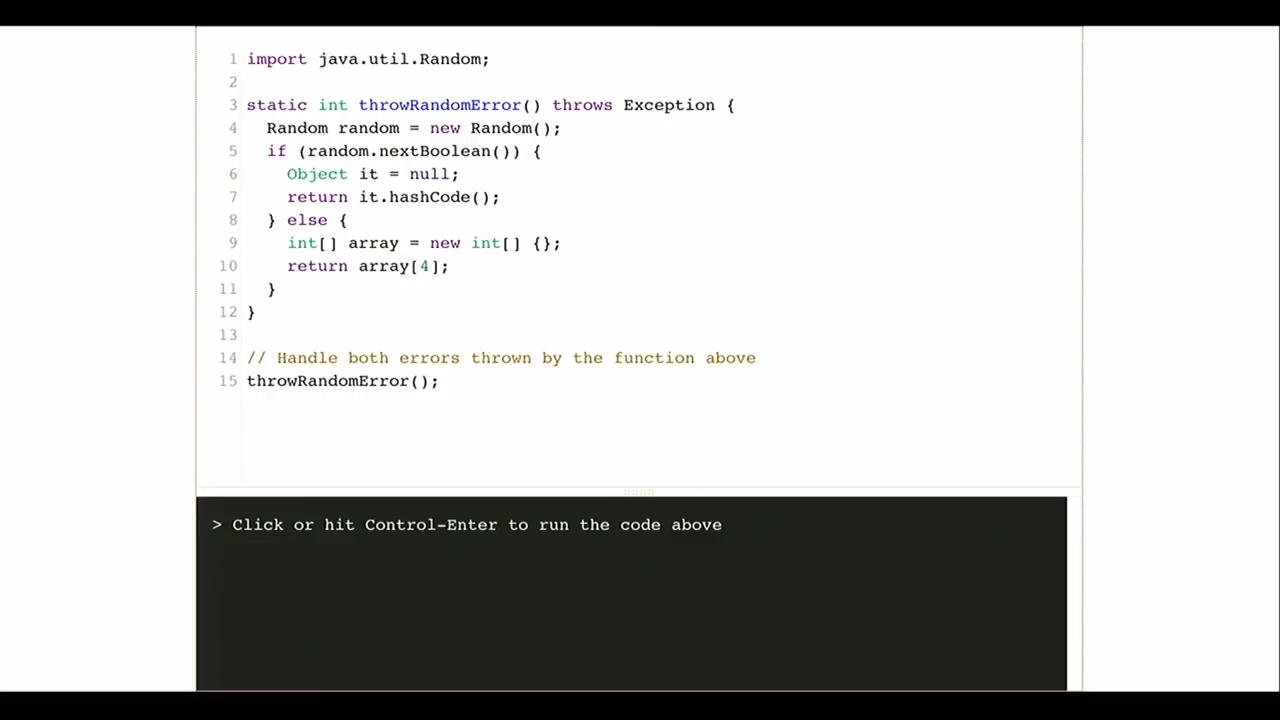 1 import java.util.Random;
2
3 static int throwRandomError() throws Exception {
4   Random random = new Random();
5   if (random.nextBoolean()) {
6     Object it = null;
7     return it.hashCode();
8   } else {
9     int[] array = new int[] {};
10     return array[4];
11   }
12 }
13
14 // Handle both errors thrown by the function above
15 throwRandomError();
> Click or hit Control-Enter to run the code above